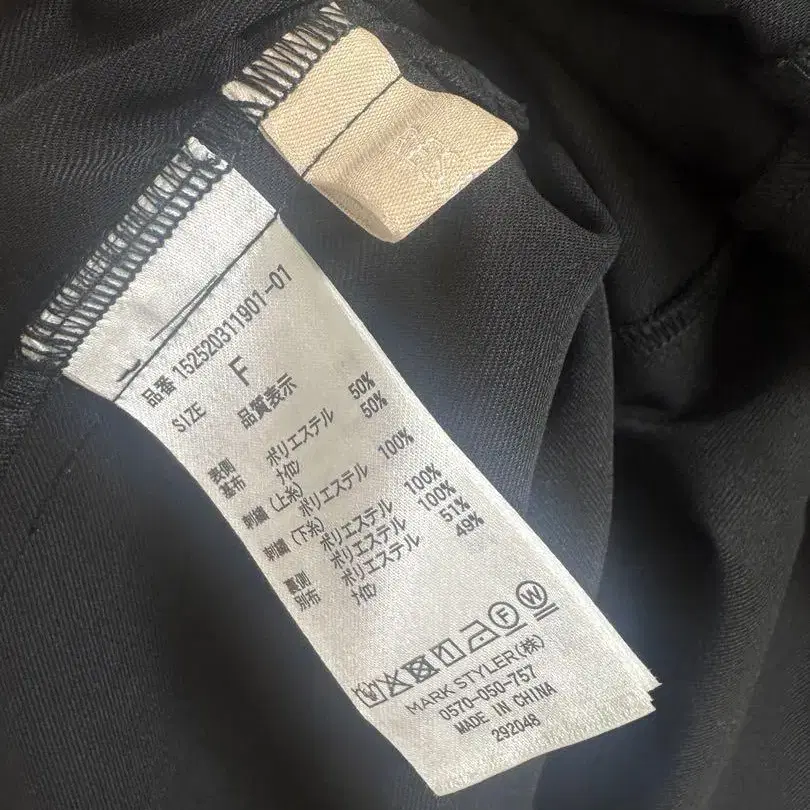 品番 152520311901-01
SIZE F
品質表示
表側 ポリエステル 50%
基布 ナイロン 50%
刺繍(上糸) ポリエステル 100%
刺繍(下糸) ポリエステル 100%
裏側 ポリエステル 100%
別布 ポリエステル 51%
ナイロン 49%
F W
MARK STYLER(株)
0570-050-757
MADE IN CHINA
292048